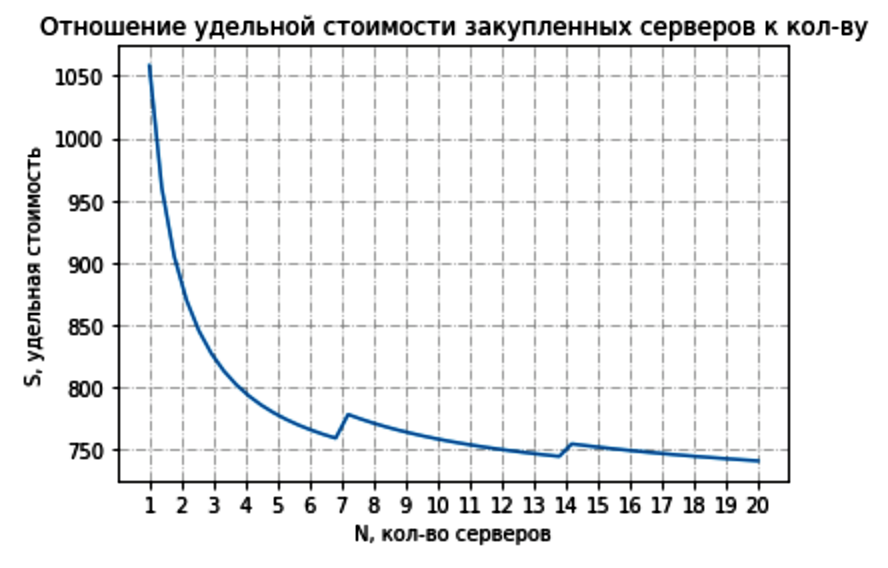 Отношение удельной стоимости закупленных серверов к кол-ву
S, удельная стоимость
1050
1000
950
900
850
800
750
1 2 3 4 5 6 7 8 9 10 11 12 13 14 15 16 17 18 19 20
N, кол-во серверов